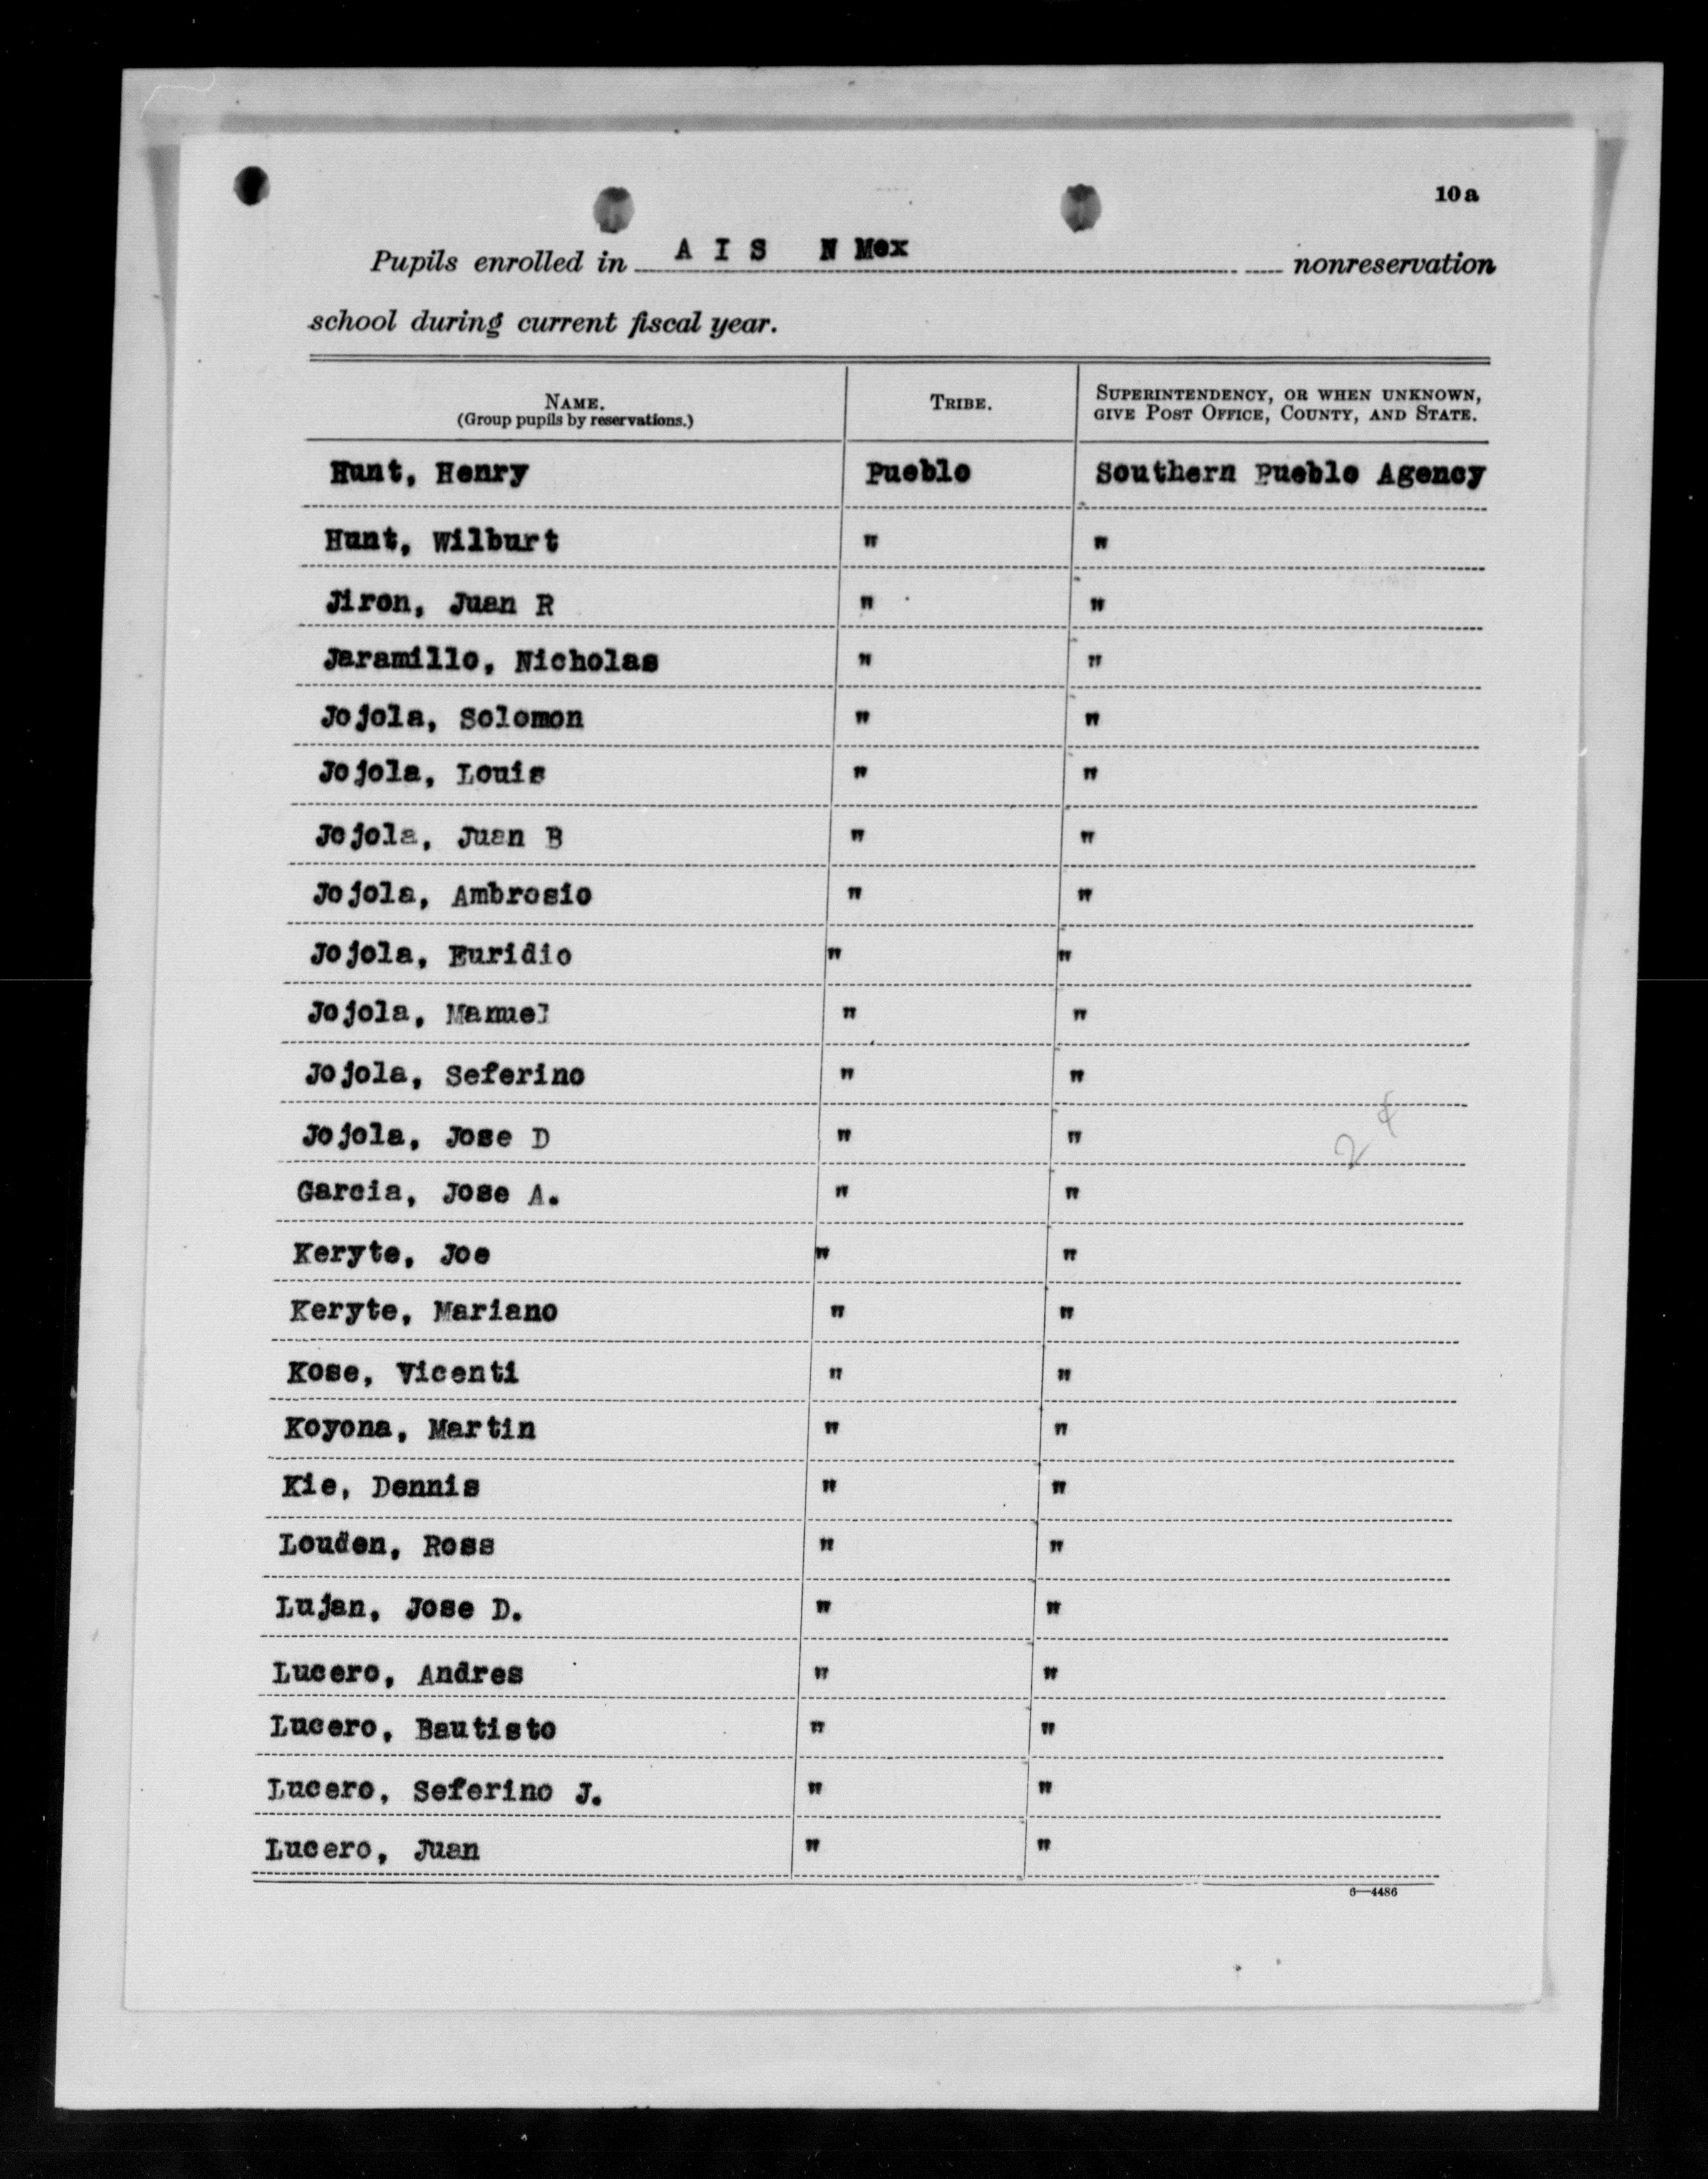 10a
Pupils enrolled in A I S N Mex nonreservation
school during current fiscal year.
NAME. TRIBE. SUPERINTENDENCY, OR WHEN UNKNOWN,
(Group pupils by reservations.) GIVE POST OFFICE, COUNTY, AND STATE.
Hunt, Henry Pueblo Southern Pueblo Agency
Hunt, Wilburt " "
Jiron, Juan R " "
Jaramillo, Nicholas " "
Jojola, Solomon " "
Jojola, Louis " "
Jojola, Juan B " "
Jojola, Ambrosio " "
Jojola, Euridio " "
Jojola, Manuel " "
Jojola, Seferino " "
Jojola, Jose D " "
24
Garcia, Jose A. " "
Keryte, Joe " "
Keryte, Mariano " "
Kose, Vicenti " "
Koyona, Martin " "
Kie, Dennis " "
Louden, Ross " "
Lujan, Jose D. " "
Lucero, Andres " "
Lucero, Bautisto " "
Lucero, Seferino J. " "
Lucero, Juan " "
6—4486